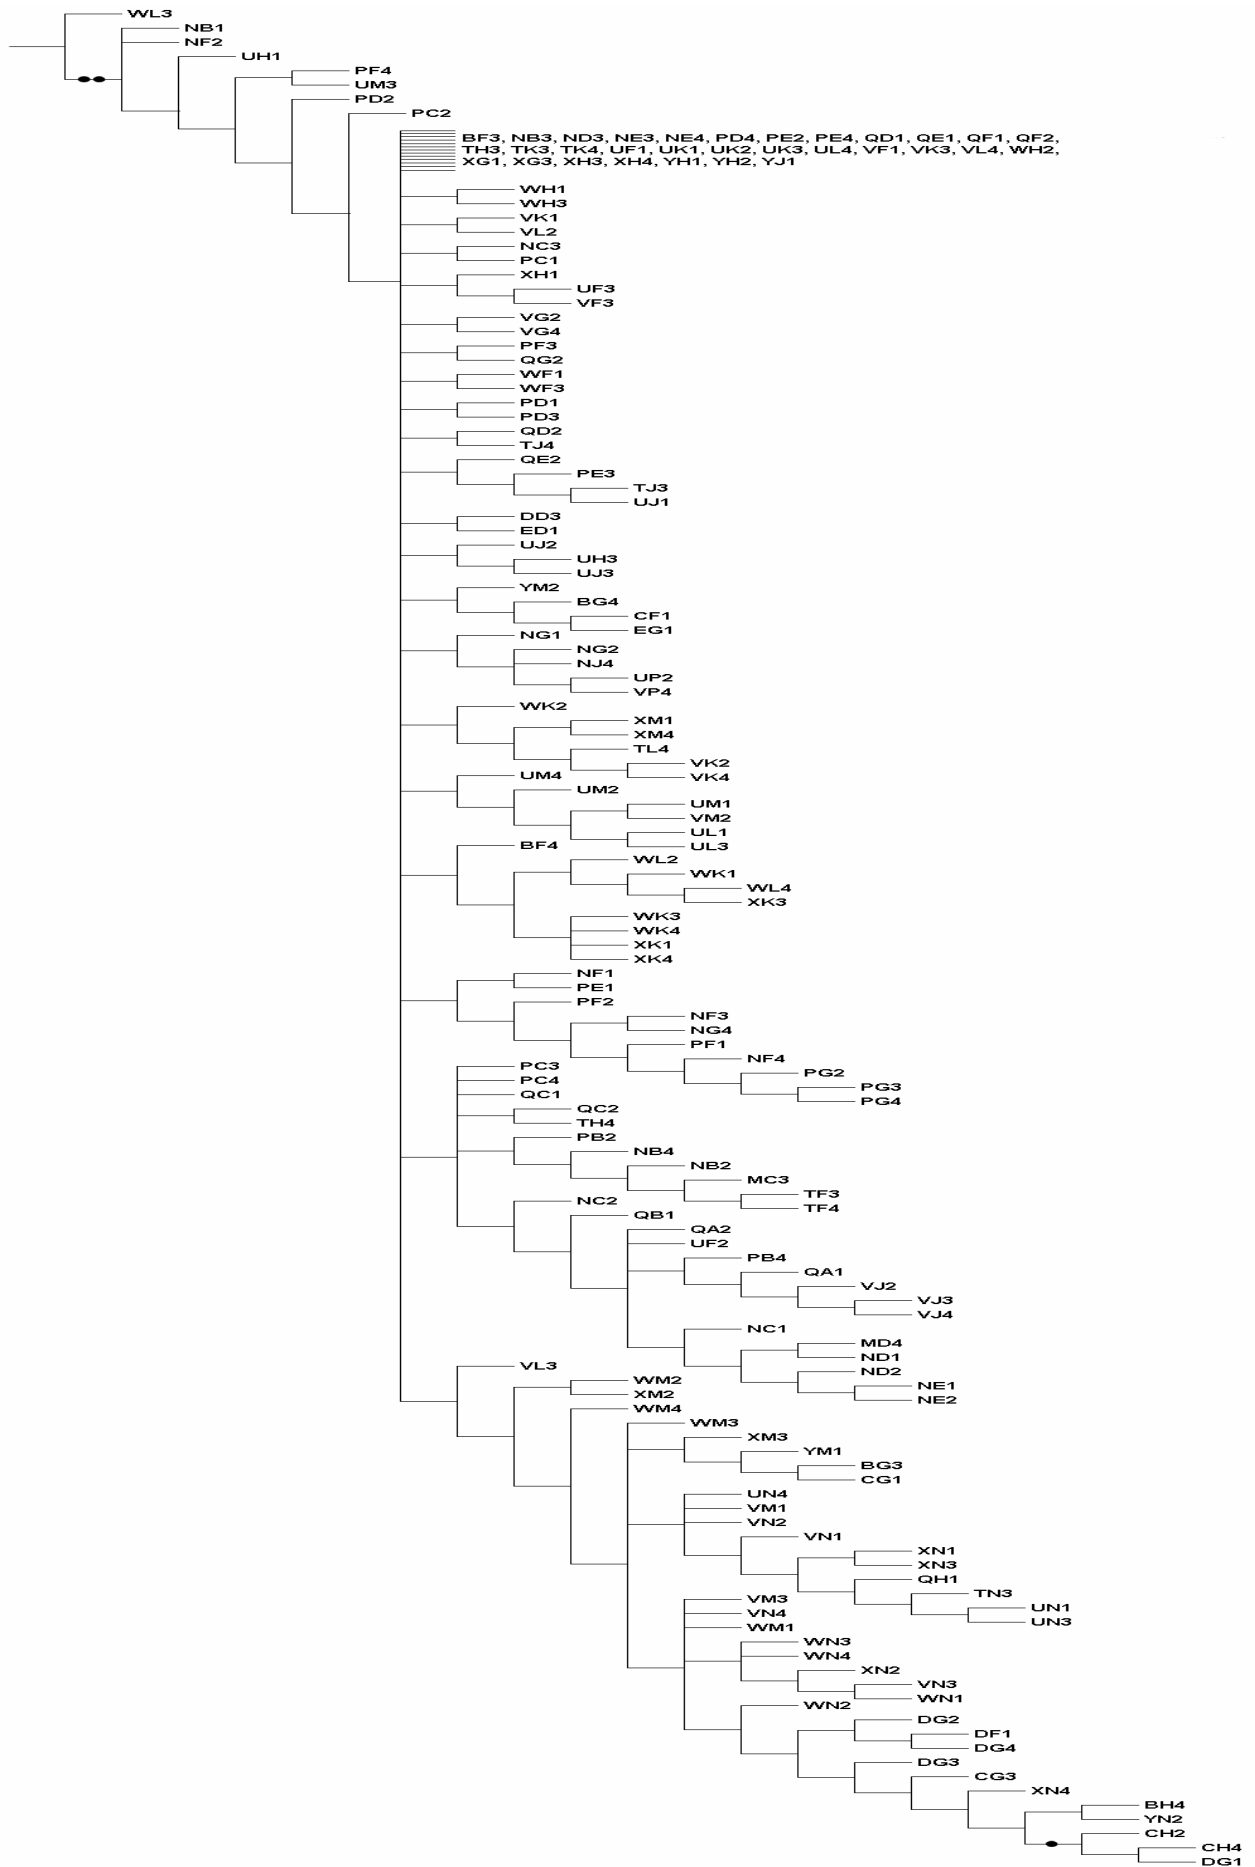 WL3
NB1
NF2
UH1
PF4
UM3
PD2
PC2
BF3, NB3, ND3, NE3, NE4, PD4, PE2, PE4, QD1, QE1, QF1, QF2,
TH3, TK3, TK4, UF1, UK1, UK2, UK3, UL4, VF1, VK3, VL4, WH2,
XG1, XG3, XH3, XH4, YH1, YH2, YJ1
WH1
WH3
VK1
VL2
NC3
PC1
XH1
UF3
VF3
VG2
VG4
PF3
QG2
WF1
WF3
PD1
PD3
QD2
TJ4
QE2
PE3
TJ3
UJ1
DD3
ED1
UJ2
UH3
UJ3
YM2
BG4
CF1
EG1
NG1
NG2
NJ4
UP2
VP4
WK2
XM1
XM4
TL4
VK2
VK4
UM4
UM2
UM1
VM2
UL1
UL3
BF4
WL2
WK1
WL4
XK3
WK3
WK4
XK1
XK4
NF1
PE1
PF2
NF3
NG4
PF1
NF4
PG2
PG3
PG4
PC3
PC4
QC1
QC2
TH4
PB2
NB4
NB2
MC3
TF3
TF4
NC2
QB1
QA2
UF2
PB4
QA1
VJ2
VJ3
VJ4
NC1
MD4
ND1
ND2
NE1
NE2
VL3
WM2
XM2
WM4
WM3
XM3
YM1
BG3
CG1
UN4
VM1
VN2
VN1
XN1
XN3
QH1
TN3
UN1
UN3
VM3
VN4
WM1
WN3
WN4
XN2
VN3
WN1
WN2
DG2
DF1
DG4
DG3
CG3
XN4
BH4
YN2
CH2
CH4
DG1